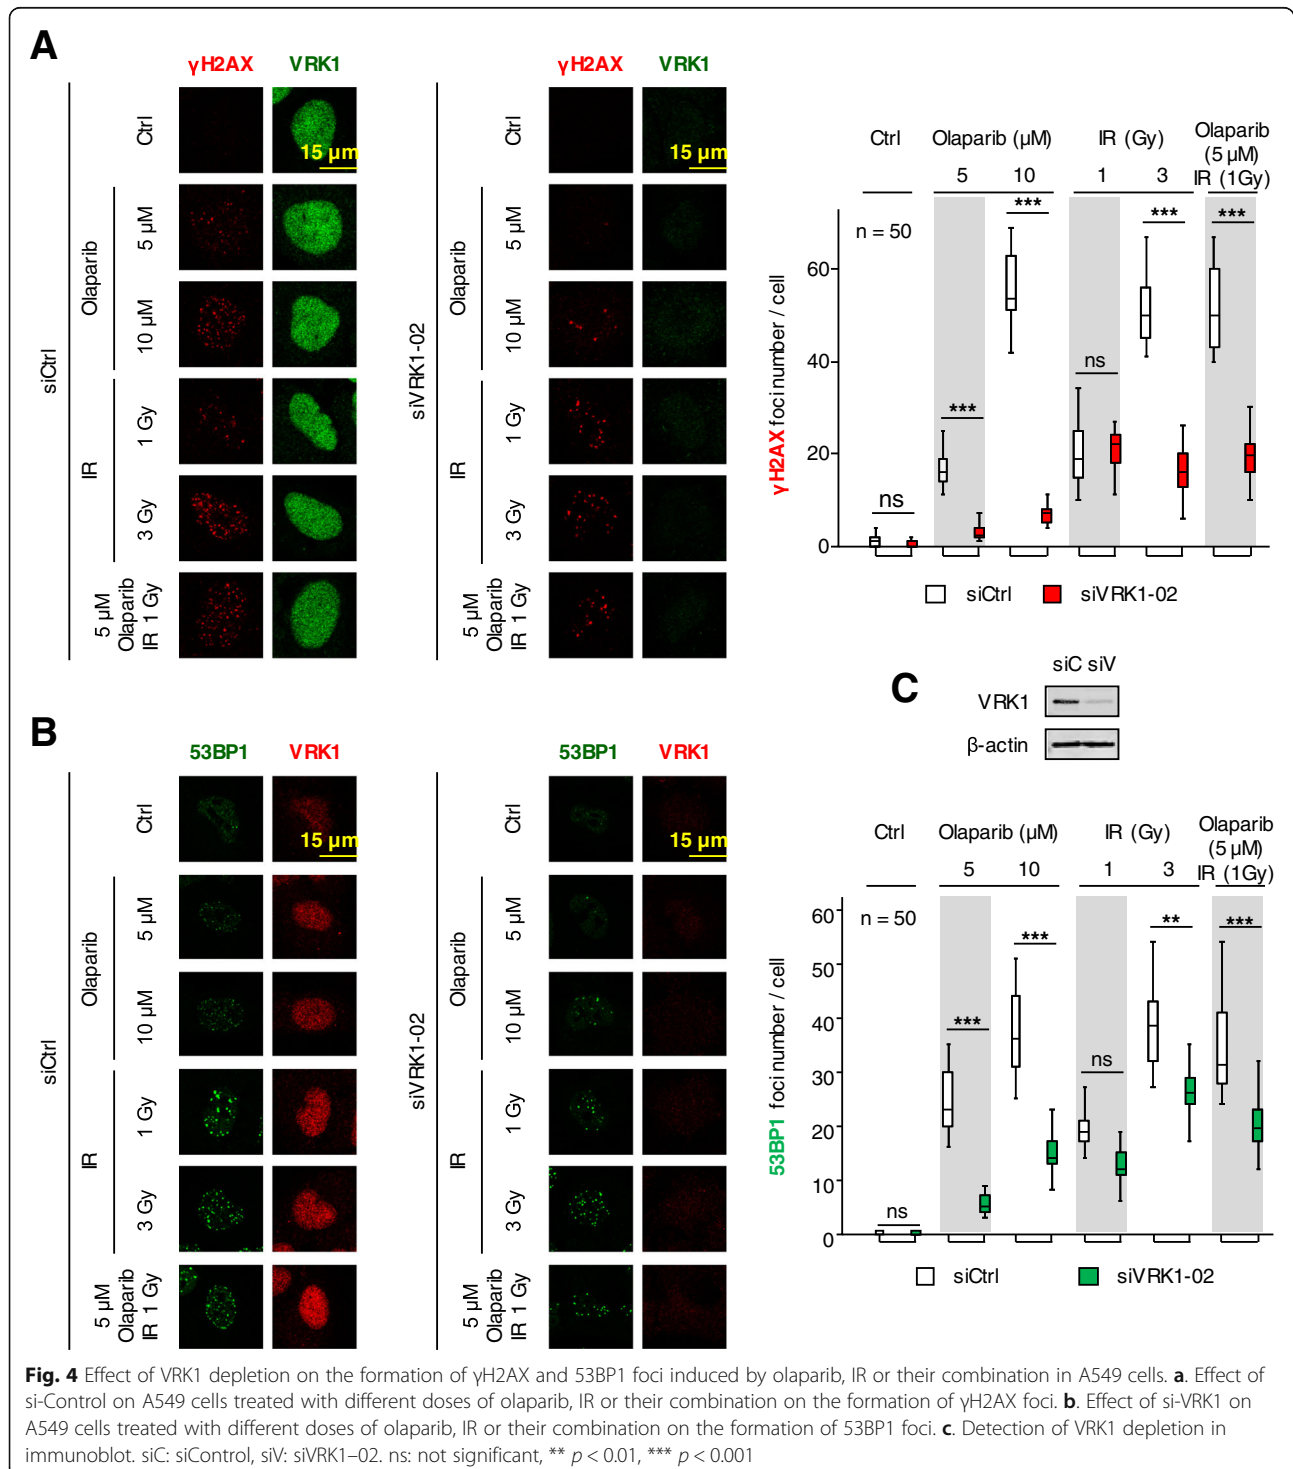 A
γH2AX VRK1
siCtrl
Ctrl
15 µm
Olaparib
5 µM
10 µM
IR
1 Gy
3 Gy
5 µM
Olaparib
IR 1 Gy
γH2AX VRK1
siVRK1-02
Ctrl
15 µm
Olaparib
5 µM
10 µM
IR
1 Gy
3 Gy
5 µM
Olaparib
IR 1 Gy
Ctrl Olaparib (µM) IR (Gy) Olaparib
(5 µM)
IR (1Gy)
5 10 1 3
n = 50
γH2AX foci number / cell
60
40
20
0
ns *** *** ns *** ***
siCtrl siVRK1-02
B
53BP1 VRK1
siCtrl
Ctrl
15 µm
Olaparib
5 µM
10 µM
IR
1 Gy
3 Gy
5 µM
Olaparib
IR 1 Gy
53BP1 VRK1
siVRK1-02
Ctrl
15 µm
Olaparib
5 µM
10 µM
IR
1 Gy
3 Gy
5 µM
Olaparib
IR 1 Gy
C
siC siV
VRK1
β-actin
Ctrl Olaparib (µM) IR (Gy) Olaparib
(5 µM)
IR (1Gy)
5 10 1 3
n = 50
53BP1 foci number / cell
60
50
40
30
20
10
0
ns *** *** ns ** ***
siCtrl siVRK1-02
Fig. 4 Effect of VRK1 depletion on the formation of γH2AX and 53BP1 foci induced by olaparib, IR or their combination in A549 cells. a. Effect of
si-Control on A549 cells treated with different doses of olaparib, IR or their combination on the formation of γH2AX foci. b. Effect of si-VRK1 on
A549 cells treated with different doses of olaparib, IR or their combination on the formation of 53BP1 foci. c. Detection of VRK1 depletion in
immunoblot. siC: siControl, siV: siVRK1–02. ns: not significant, ** p < 0.01, *** p < 0.001